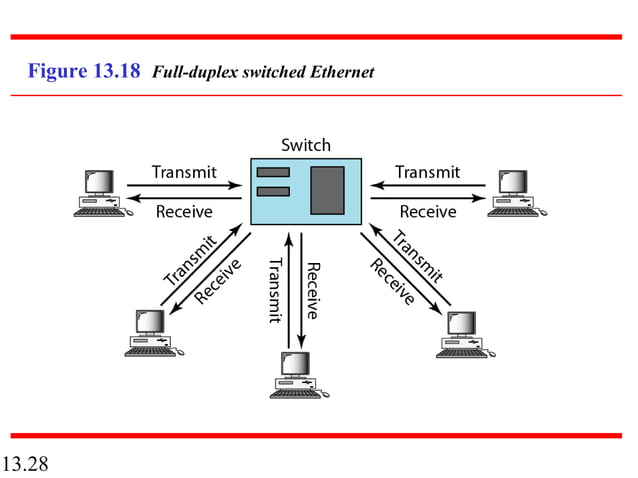 Figure 13.18 Full-duplex switched Ethernet
Switch
Transmit
Transmit
Receive
Receive
Transmit
Receive
Transmit
Receive
Receive
Transmit
13.28